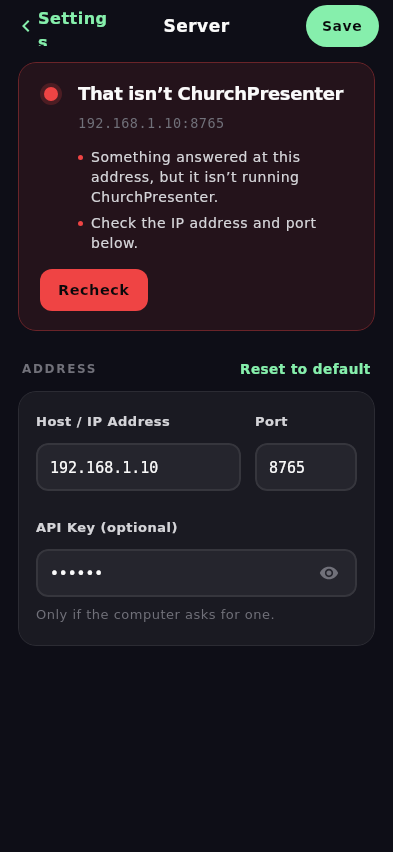 Setting
s
Server
Save
That isn’t ChurchPresenter
192.168.1.10:8765
Something answered at this
address, but it isn’t running
ChurchPresenter.
Check the IP address and port
below.
Recheck
ADDRESS
Reset to default
Host / IP Address
Port
192.168.1.10
8765
API Key (optional)
••••••
Only if the computer asks for one.